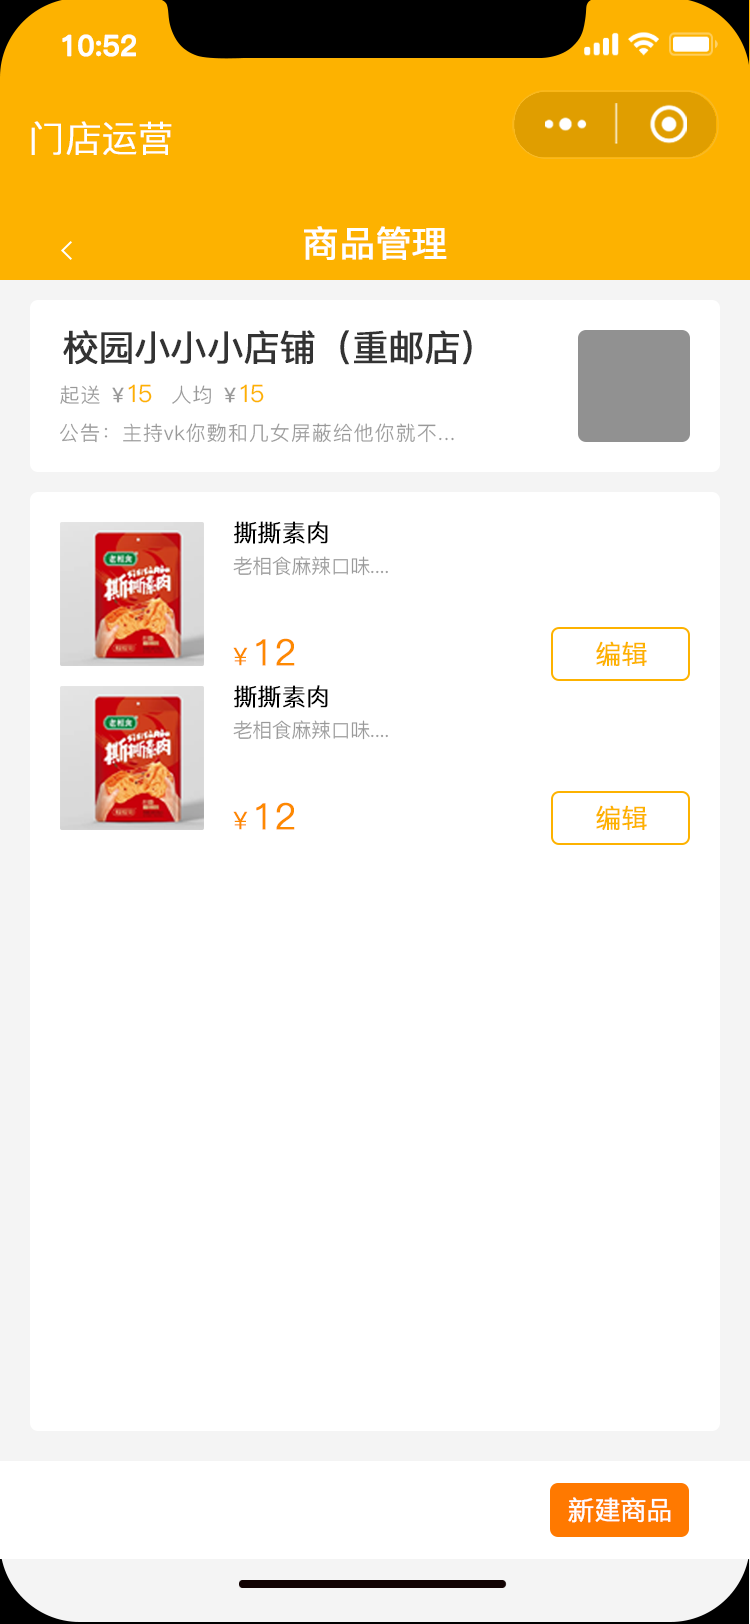 10:52
门店运营
商品管理
校园小小小店铺（重邮店）
起送 ¥15 人均 ¥15
公告：主持vk你覅和几女屏蔽给他你就不...
老相食
撕撕素肉
撕撕素肉
老相食麻辣口味....
¥12
编辑
老相食
撕撕素肉
撕撕素肉
老相食麻辣口味....
¥12
编辑
新建商品